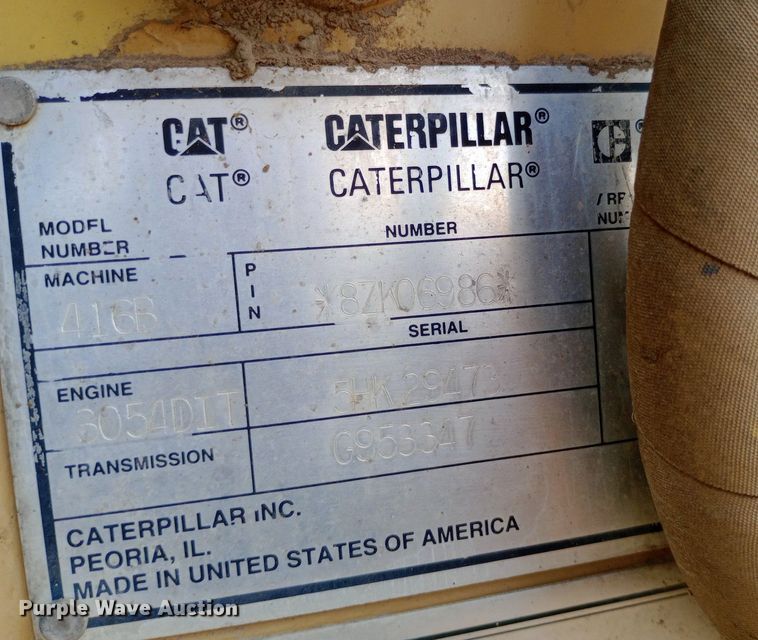 CAT® CATERPILLAR®
CAT® CATERPILLAR®
MODEL NUMBER
NUMBER
MACHINE
416B
PIN
*8ZK06986*
SERIAL
ENGINE
3054DIT
5HK29473
TRANSMISSION
G953347
CATERPILLAR INC.
PEORIA, IL.
MADE IN UNITED STATES OF AMERICA
Purple Wave Auction